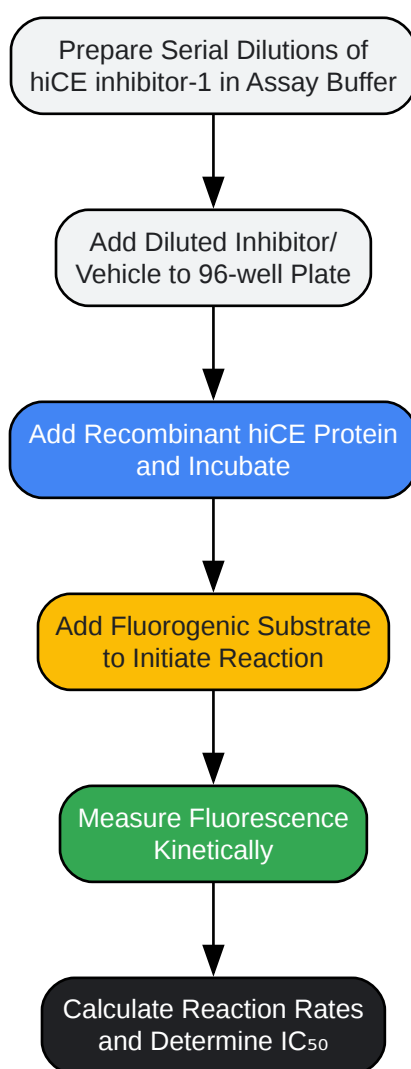 Prepare Serial Dilutions of
hiCE inhibitor-1 in Assay Buffer
Add Diluted Inhibitor/
Vehicle to 96-well Plate
Add Recombinant hiCE Protein
and Incubate
Add Fluorogenic Substrate
to Initiate Reaction
Measure Fluorescence
Kinetically
Calculate Reaction Rates
and Determine IC₅₀